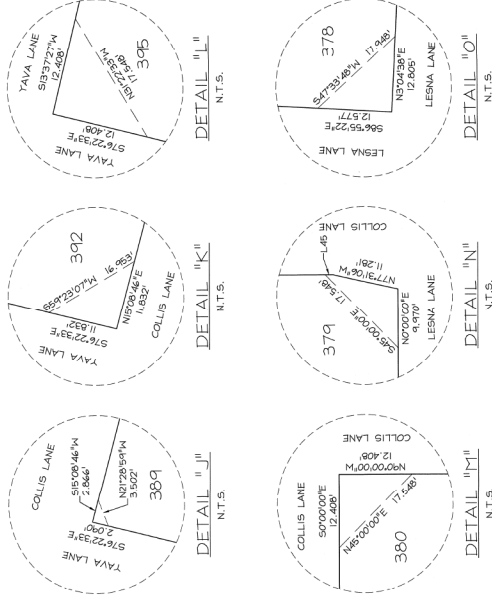 COLLIS LANE
S15°08'46"W
2.866'
N21°28'59"W
3.502'
S76°22'33"E
2.090'
YAVA LANE
389
DETAIL "J"
N.T.S.
392
S59°23'07"W
16.953'
S76°22'33"E
11.832'
N15°08'46"E
11.832'
YAVA LANE
COLLIS LANE
DETAIL "K"
N.T.S.
YAVA LANE
S13°37'27"W
12.408'
N31°22'33"W
17.548'
S76°22'33"E
12.408'
YAVA LANE
395
DETAIL "L"
N.T.S.
COLLIS LANE
S0°00'00"E
12.408'
N90°00'00"W
12.408'
COLLIS LANE
N45°00'00"E
17.548'
380
DETAIL "M"
N.T.S.
379
L45
COLLIS LANE
N77°31'06"W
11.281'
S45°00'00"E
17.548'
N0°00'00"E
9.970'
LESNA LANE
DETAIL "N"
N.T.S.
378
S47°33'48"W
17.948'
S86°55'22"E
12.577'
N3°04'38"E
12.805'
LESNA LANE
LESNA LANE
DETAIL "O"
N.T.S.